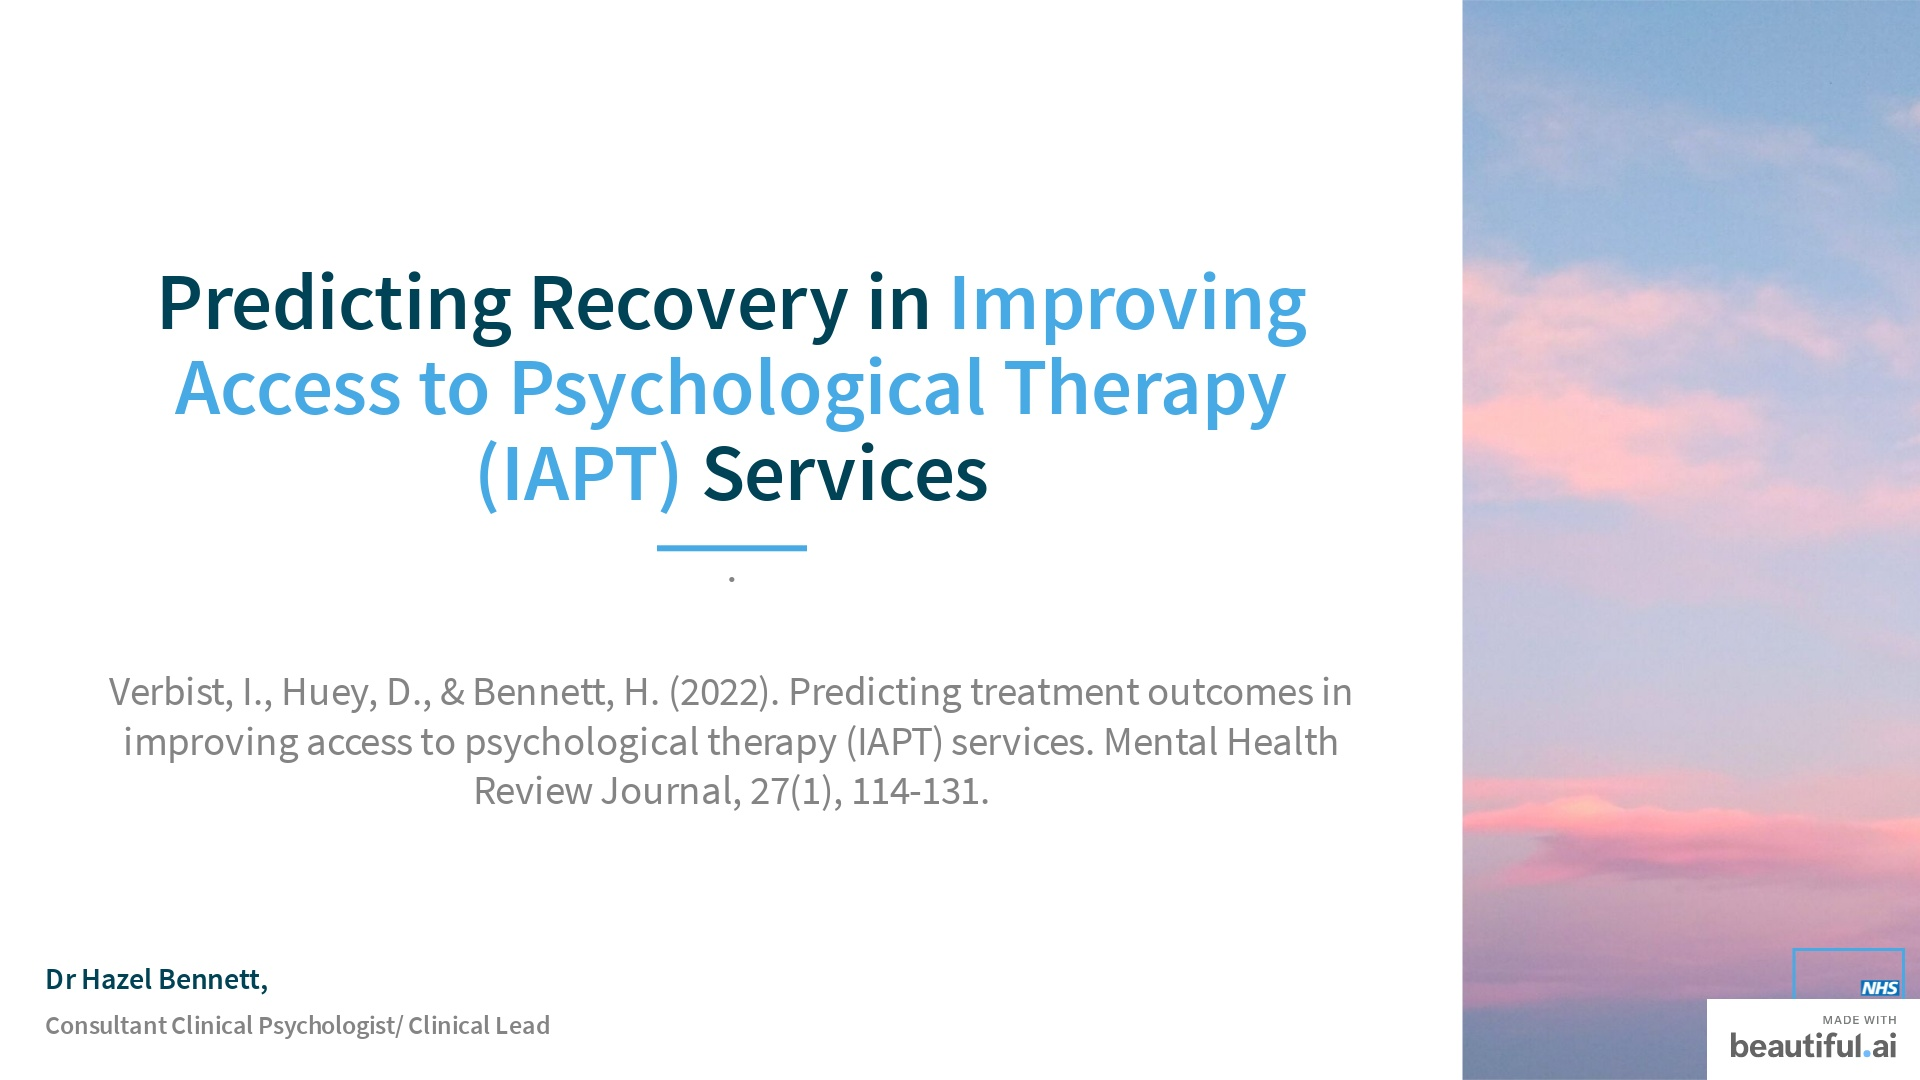 Predicting Recovery in Improving
Access to Psychological Therapy
(IAPT) Services
.
Verbist, I., Huey, D., & Bennett, H. (2022). Predicting treatment outcomes in
improving access to psychological therapy (IAPT) services. Mental Health
Review Journal, 27(1), 114-131.
Dr Hazel Bennett,
Consultant Clinical Psychologist/ Clinical Lead
NHS
MADE WITH
beautiful.ai